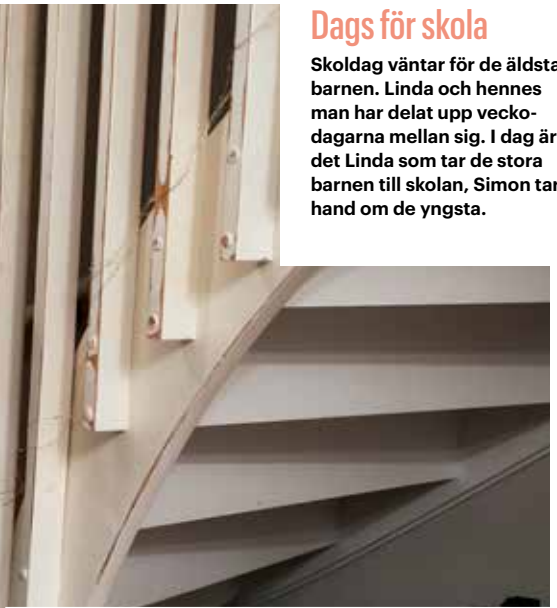 Dags för skola
Skoldag väntar för de äldsta
barnen. Linda och hennes
man har delat upp vecko-
dagarna mellan sig. I dag är
det Linda som tar de stora
barnen till skolan, Simon tar
hand om de yngsta.